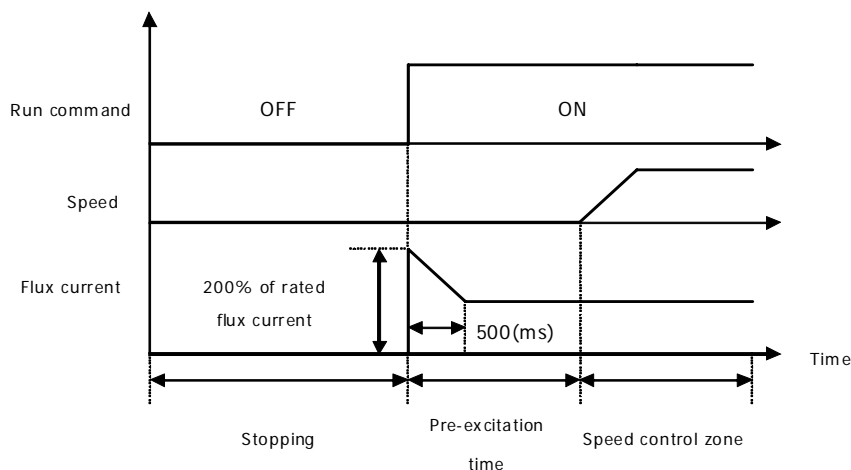 Run command
OFF
ON
Speed
Flux current
200% of rated
flux current
500(ms)
Time
Stopping
Pre-excitation
time
Speed control zone